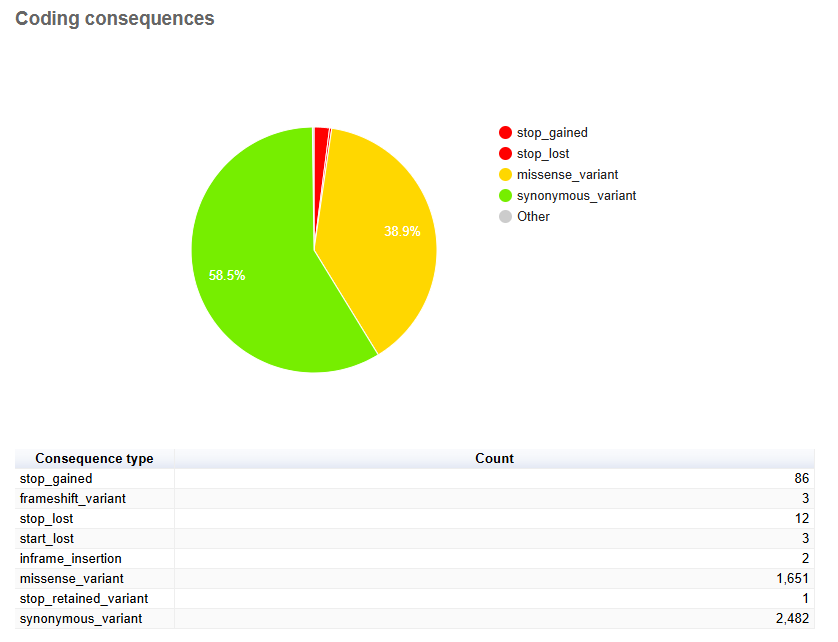 Coding consequences
stop_gained
stop_lost
missense_variant
synonymous_variant
Other
38.9%
58.5%
Consequence type Count
stop_gained 86
frameshift_variant 3
stop_lost 12
start_lost 3
inframe_insertion 2
missense_variant 1,651
stop_retained_variant 1
synonymous_variant 2,482